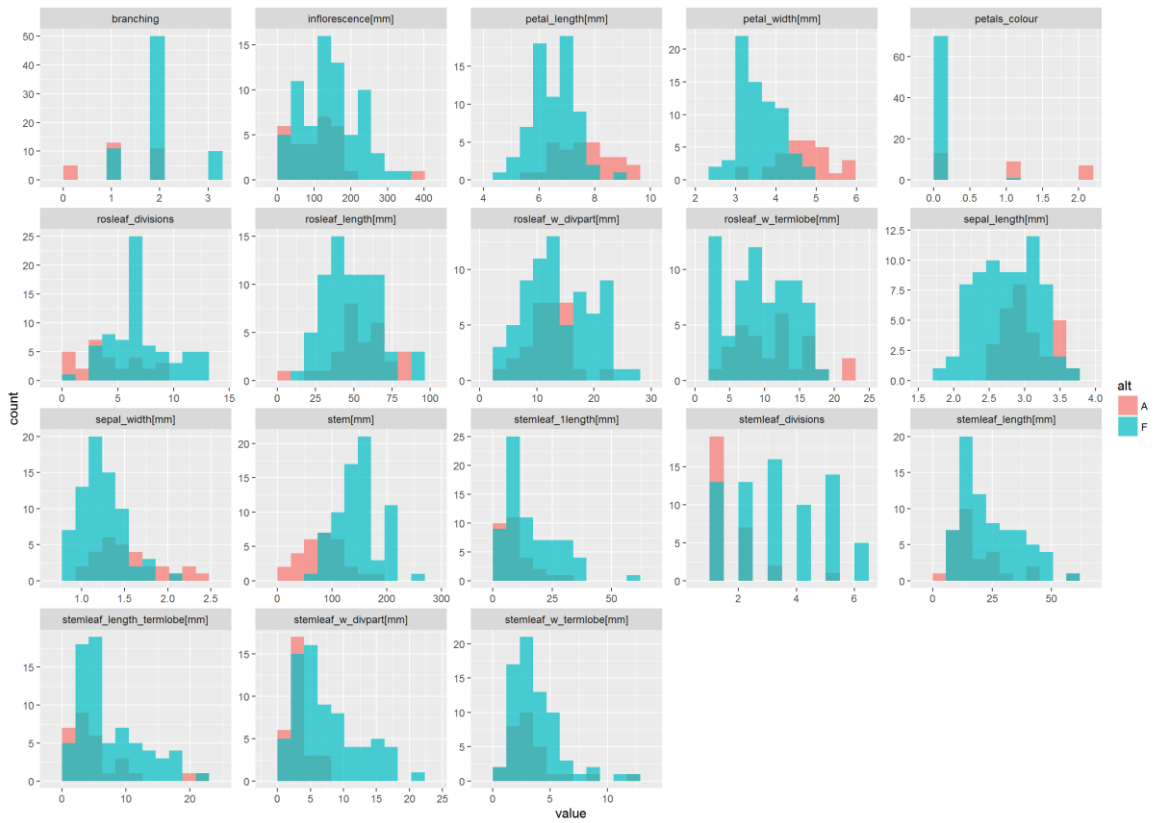 branching
inflorescence[mm]
petal_length[mm]
petal_width[mm]
petals_colour
50
40
30
20
10
0
0 1 2 3
15
10
5
0
0 100 200 300 400
15
10
5
0
4 6 8 10
20
15
10
5
0
2 3 4 5 6
60
40
20
0
0.0 0.5 1.0 1.5 2.0
rosleaf_divisions
rosleaf_length[mm]
rosleaf_w_divpart[mm]
rosleaf_w_termlobe[mm]
sepal_length[mm]
25
20
15
10
5
0
0 5 10 15
15
10
5
0
0 25 50 75 100
10
5
0
0 10 20 30
10
5
0
0 5 10 15 20 25
12.5
10.0
7.5
5.0
2.5
0.0
2.0 2.5 3.0 3.5 4.0
sepal_width[mm]
stem[mm]
stemleaf_1length[mm]
stemleaf_divisions
stemleaf_length[mm]
20
15
10
5
0
1.0 1.5 2.0 2.5
20
15
10
5
0
0 100 200 300
25
20
15
10
5
0
0 25 50
15
10
5
0
2 4 6
20
15
10
5
0
0 25 50
stemleaf_length_termlobe[mm]
stemleaf_w_divpart[mm]
stemleaf_w_termlobe[mm]
15
10
5
0
0 10 20
15
10
5
0
0 5 10 15 20 25
20
15
10
5
0
0 5 10
count
value
alt
A
F